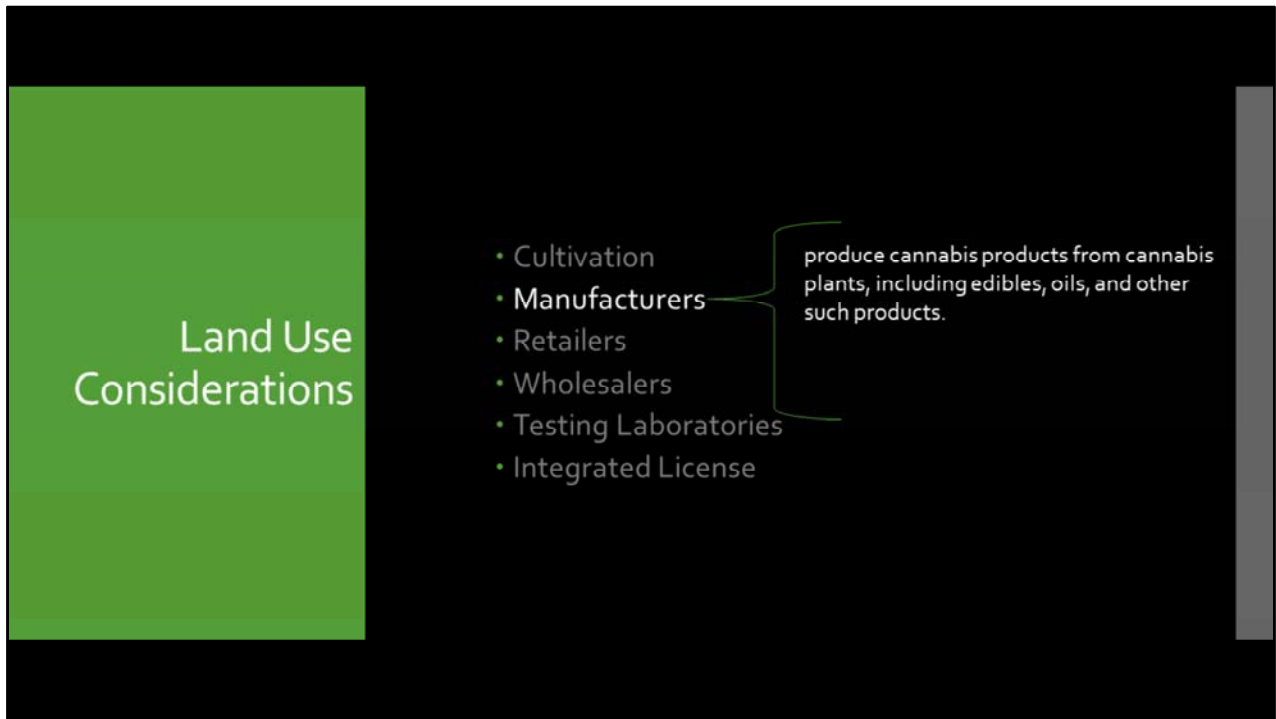 Land Use
Considerations
• Cultivation
• Manufacturers
• Retailers
• Wholesalers
• Testing Laboratories
• Integrated License
produce cannabis products from cannabis
plants, including edibles, oils, and other
such products.